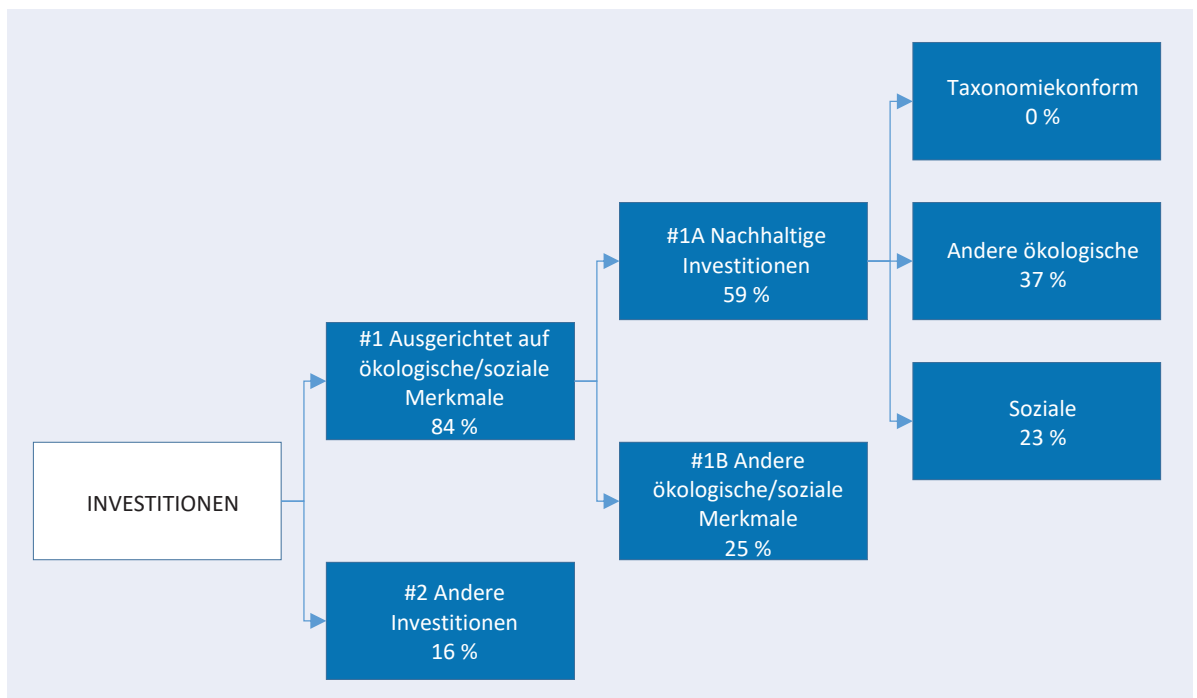 INVESTITIONEN
#1 Ausgerichtet auf
ökologische/soziale
Merkmale
84 %
#2 Andere
Investitionen
16 %
#1A Nachhaltige
Investitionen
59 %
#1B Andere
ökologische/soziale
Merkmale
25 %
Taxonomiekonform
0 %
Andere ökologische
37 %
Soziale
23 %